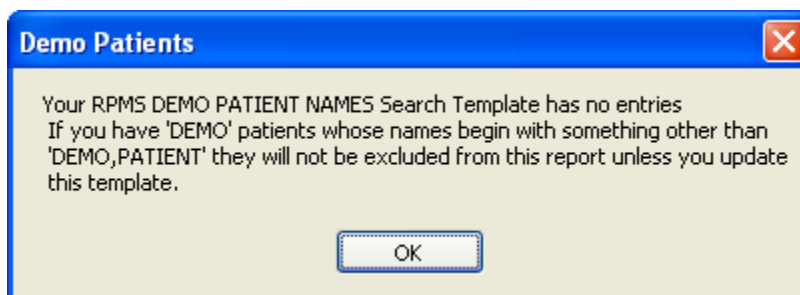 Demo Patients
Your RPMS DEMO PATIENT NAMES Search Template has no entries
If you have 'DEMO' patients whose names begin with something other than
'DEMO,PATIENT' they will not be excluded from this report unless you update
this template.
OK